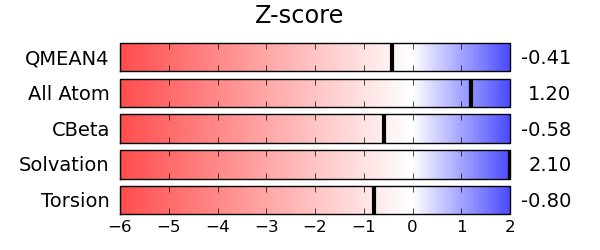 Z-score
QMEAN4 -0.41
All Atom 1.20
CBeta -0.58
Solvation 2.10
Torsion -0.80
−6 −5 −4 −3 −2 −1 0 1 2